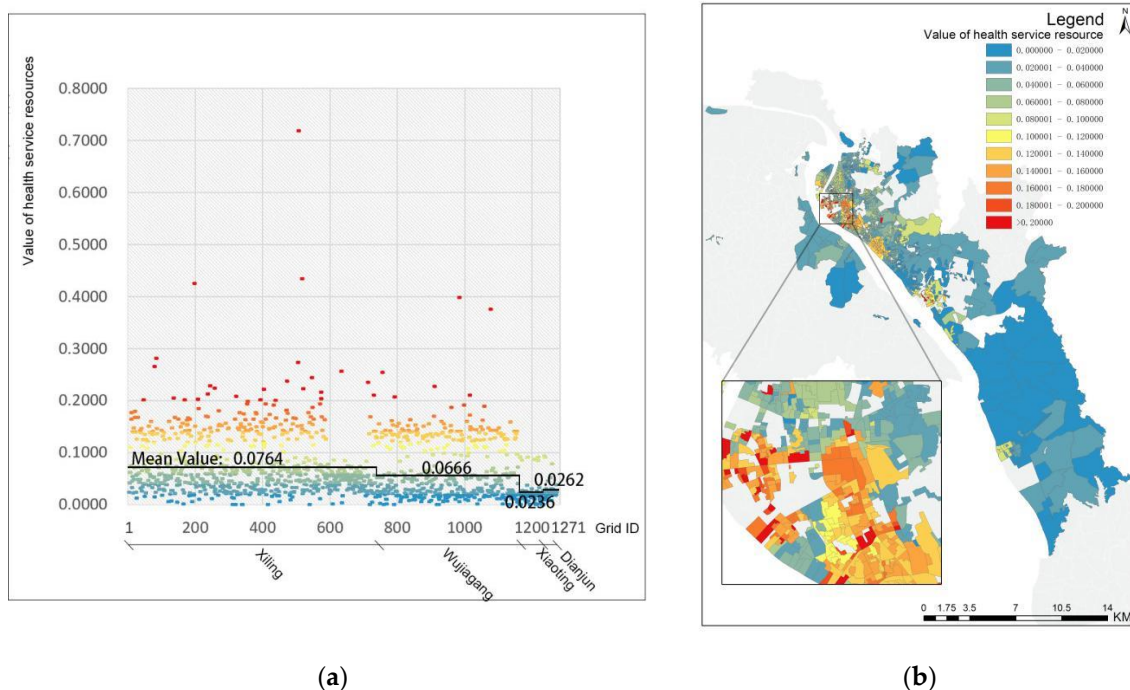 Value of health service resources
0.8000
0.7000
0.6000
0.5000
0.4000
0.3000
0.2000
0.1000
0.0000
Mean Value: 0.0764
0.0666
0.0262
0.0236
1 200 400 600 800 1000 1200 1271 Grid ID
Xiling
Wujiagang
Xiaoting
Dianjun
(a)
N
Legend
Value of health service resource
0.000000 - 0.020000
0.020001 - 0.040000
0.040001 - 0.060000
0.060001 - 0.080000
0.080001 - 0.100000
0.100001 - 0.120000
0.120001 - 0.140000
0.140001 - 0.160000
0.160001 - 0.180000
0.180001 - 0.200000
>0.20000
0 1.75 3.5 7 10.5 14
KM
(b)